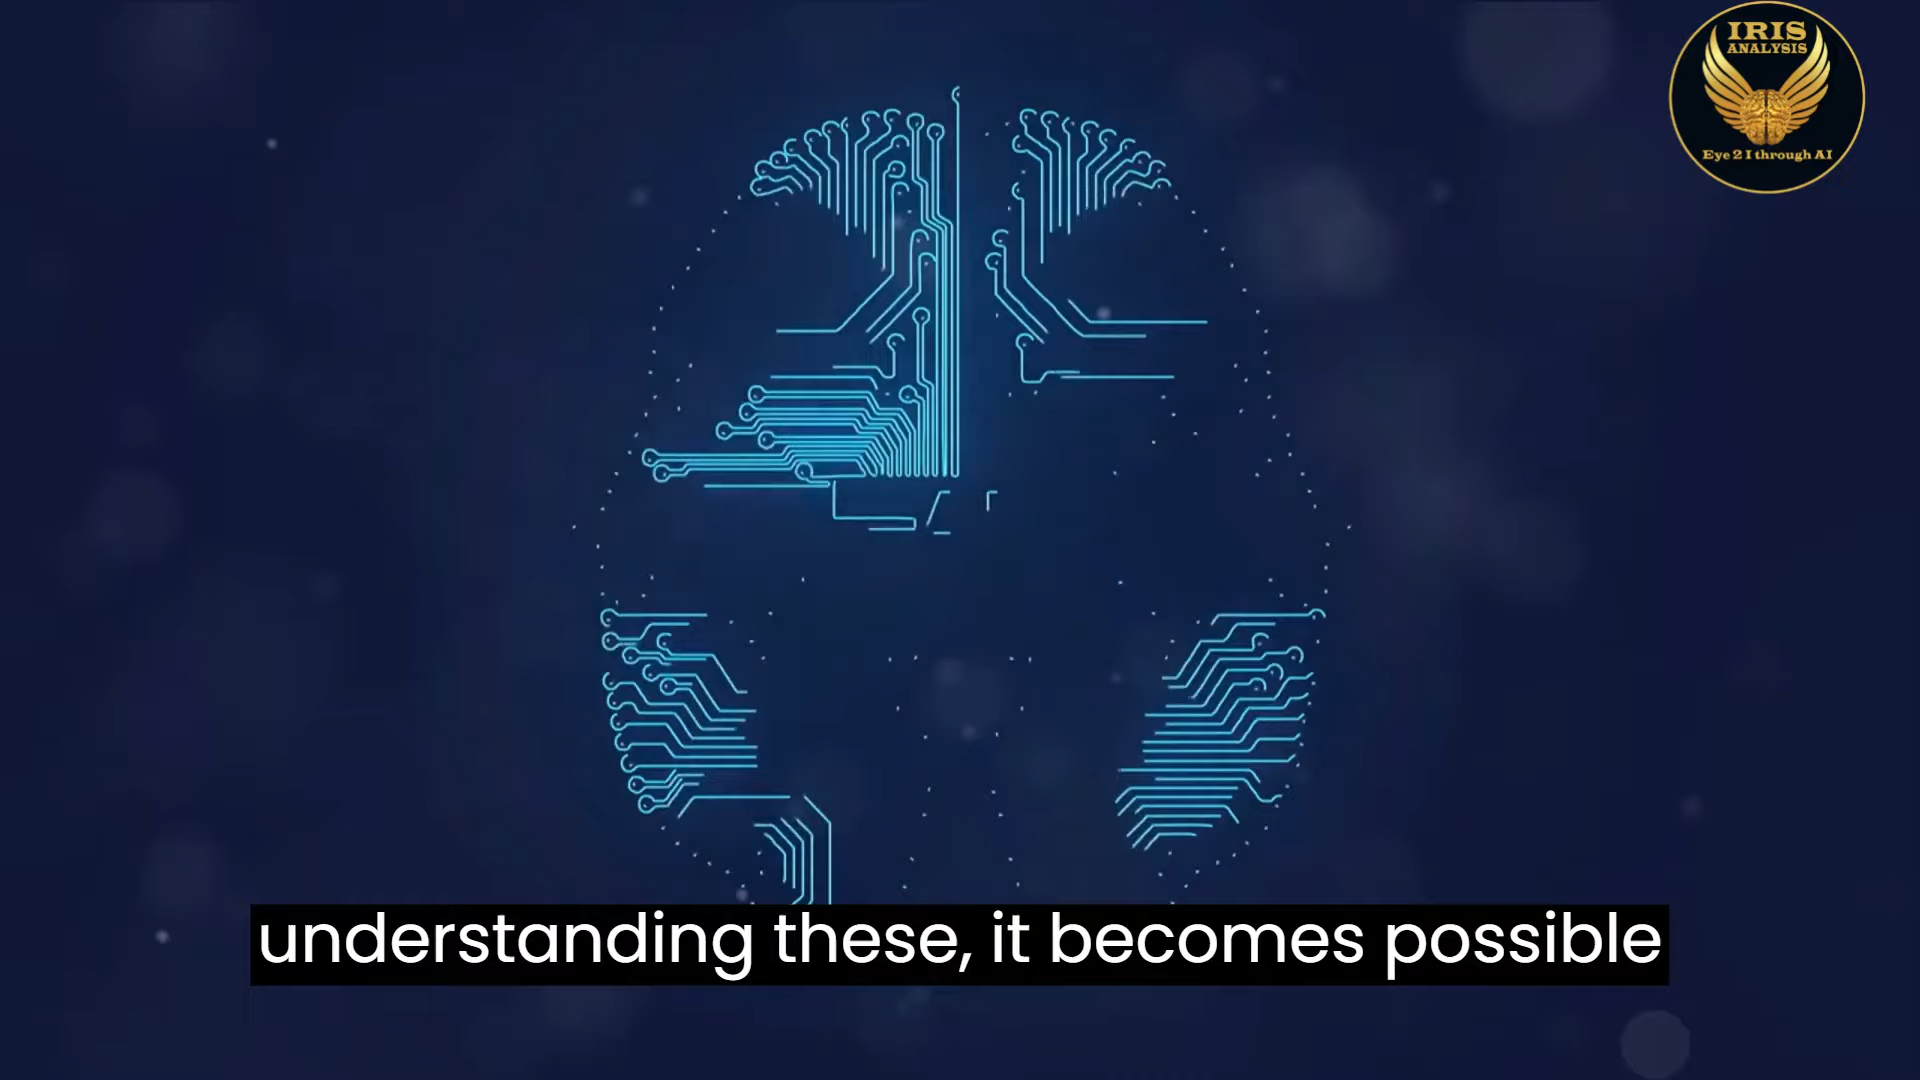 IRIS
ANALYSIS
Eye 2 I through AI
understanding these, it becomes possible